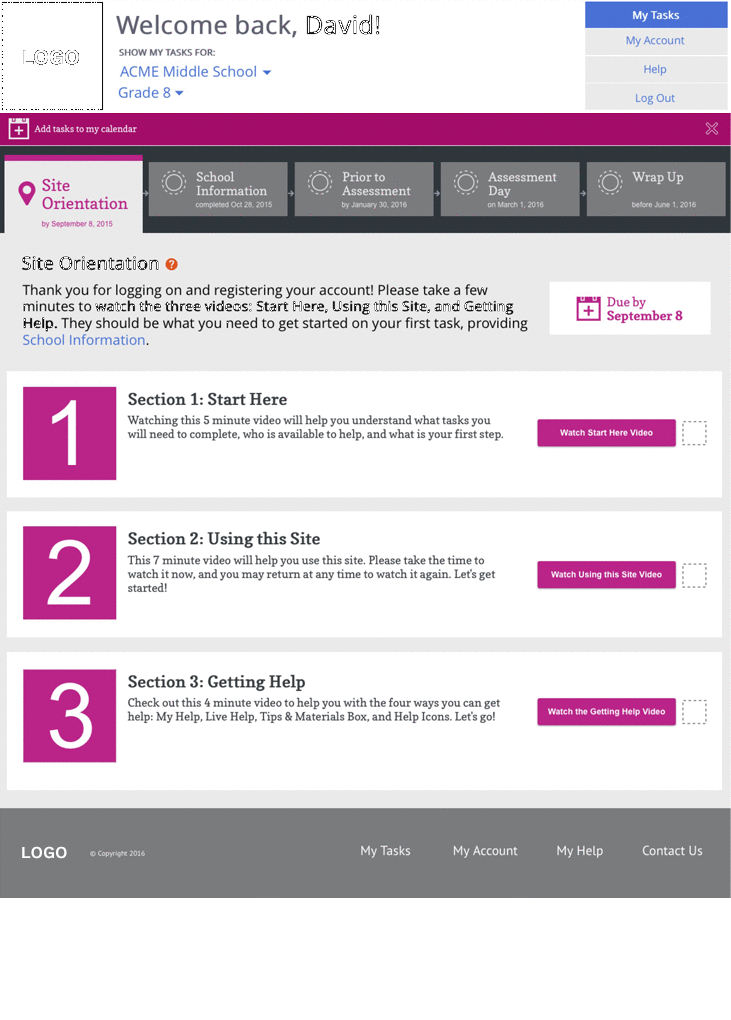 LOGO
Welcome back, David!
SHOW MY TASKS FOR:
ACME Middle School
Grade 8
My Tasks
My Account
Help
Log Out
Add tasks to my calendar
Site
Orientation
by September 8, 2015
School
Information
completed Oct 28, 2015
Prior to
Assessment
by January 30, 2016
Assessment
Day
on March 1, 2016
Wrap Up
before June 1, 2016
Site Orientation ?
Thank you for logging on and registering your account! Please take a few
minutes to watch the three videos: Start Here, Using this Site, and Getting
Help. They should be what you need to get started on your first task, providing
School Information.
Due by
September 8
1
Section 1: Start Here
Watching this 5 minute video will help you understand what tasks you
will need to complete, who is available to help, and what is your first step.
Watch Start Here Video
2
Section 2: Using this Site
This 7 minute video will help you use this site. Please take the time to
watch it now, and you may return at any time to watch it again. Let's get
started!
Watch Using this Site Video
3
Section 3: Getting Help
Check out this 4 minute video to help you with the four ways you can get
help: My Help, Live Help, Tips & Materials Box, and Help Icons. Let's go!
Watch the Getting Help Video
LOGO
© Copyright 2016
My Tasks
My Account
My Help
Contact Us